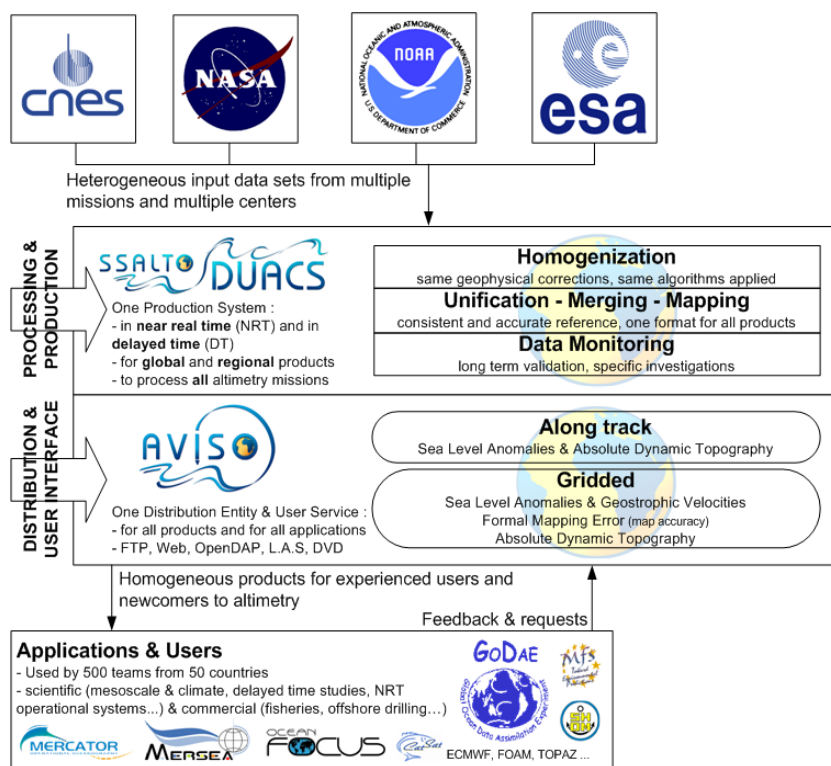 cnes
NASA
NATIONAL OCEANIC AND ATMOSPHERIC ADMINISTRATION
NOAA
U.S. DEPARTMENT OF COMMERCE
esa
Heterogeneous input data sets from multiple
missions and multiple centers
PROCESSING &
PRODUCTION
SSALTO DUACS
One Production System :
- in near real time (NRT) and in
delayed time (DT)
- for global and regional products
- to process all altimetry missions
Homogenization
same geophysical corrections, same algorithms applied
Unification - Merging - Mapping
consistent and accurate reference, one format for all products
Data Monitoring
long term validation, specific investigations
DISTRIBUTION &
USER INTERFACE
AVISO
One Distribution Entity & User Service :
- for all products and for all applications
- FTP, Web, OpenDAP, L.A.S, DVD
Along track
Sea Level Anomalies & Absolute Dynamic Topography
Gridded
Sea Level Anomalies & Geostrophic Velocities
Formal Mapping Error (map accuracy)
Absolute Dynamic Topography
Homogeneous products for experienced users and
newcomers to altimetry
Feedback & requests
Applications & Users
- Used by 500 teams from 50 countries
- scientific (mesoscale & climate, delayed time studies, NRT
operational systems...) & commercial (fisheries, offshore drilling...)
MERCATOR
MERSEA
OCEAN
FOCUS
CatSat
GODAE
Global Ocean Data Assimilation Experiment
Mfs
SHOM
ECMWF, FOAM, TOPAZ ...